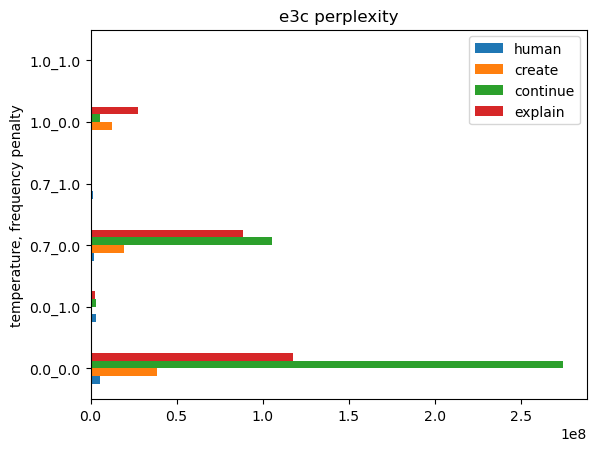 e3c perplexity
temperature, frequency penalty
1.0_1.0
1.0_0.0
0.7_1.0
0.7_0.0
0.0_1.0
0.0_0.0
human
create
continue
explain
0.0 0.5 1.0 1.5 2.0 2.5
1e8